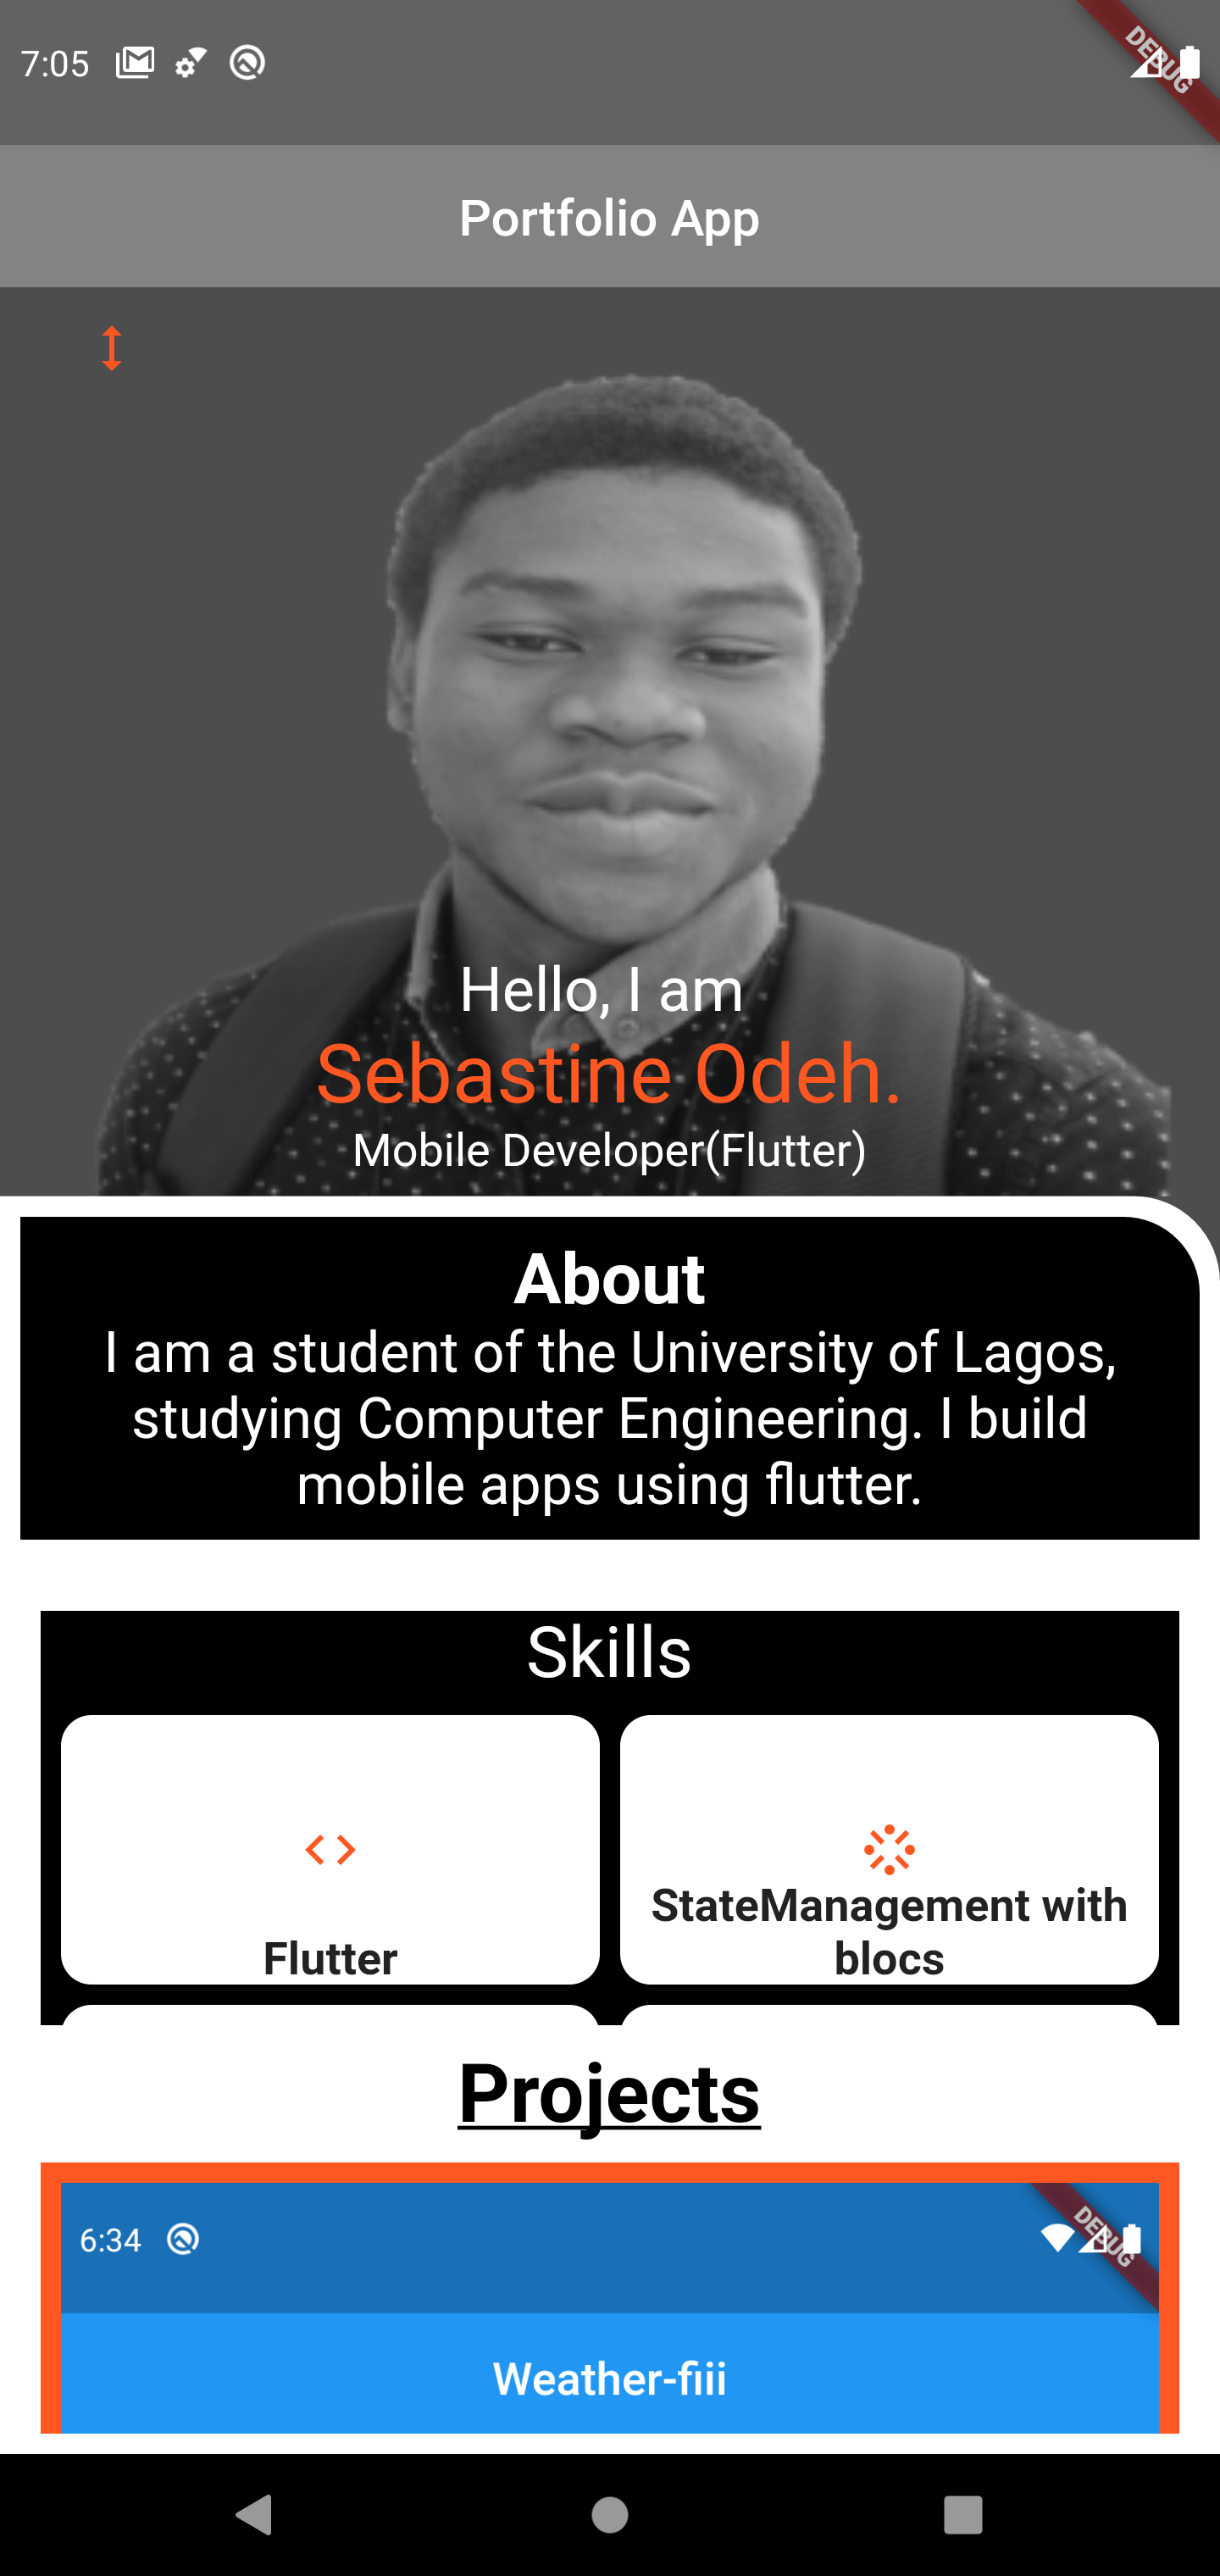 7:05
DEBUG
Portfolio App
Hello, I am
Sebastine Odeh.
Mobile Developer(Flutter)
About
I am a student of the University of Lagos,
studying Computer Engineering. I build
mobile apps using flutter.
Skills
Flutter
StateManagement with
blocs
Projects
6:34
DEBUG
Weather-fiii